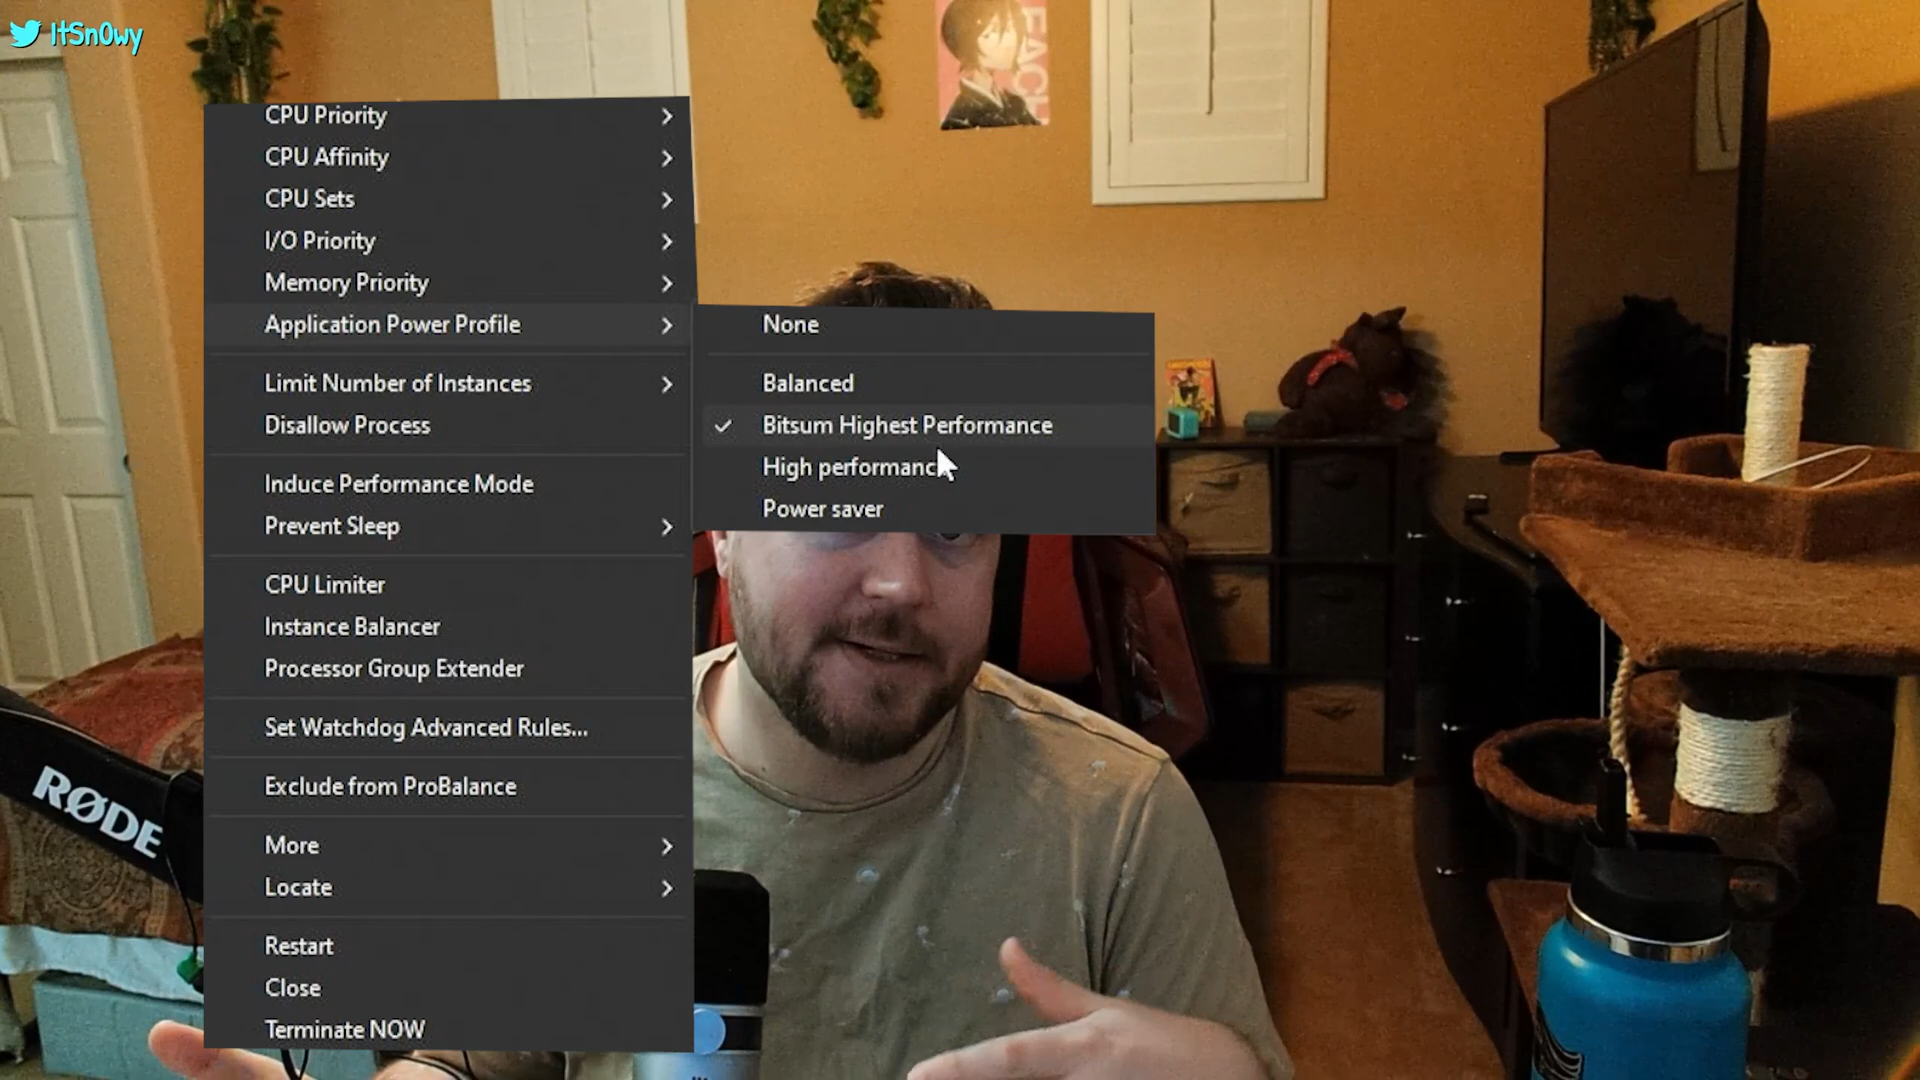 ItSn0wy
EACH
CPU Priority
CPU Affinity
CPU Sets
I/O Priority
Memory Priority
Application Power Profile
None
Limit Number of Instances
Balanced
Disallow Process
Bitsum Highest Performance
High performanc
Induce Performance Mode
Power saver
Prevent Sleep
CPU Limiter
Instance Balancer
Processor Group Extender
Set Watchdog Advanced Rules...
Exclude from ProBalance
RØDE
More
Locate
Restart
Close
Terminate NOW